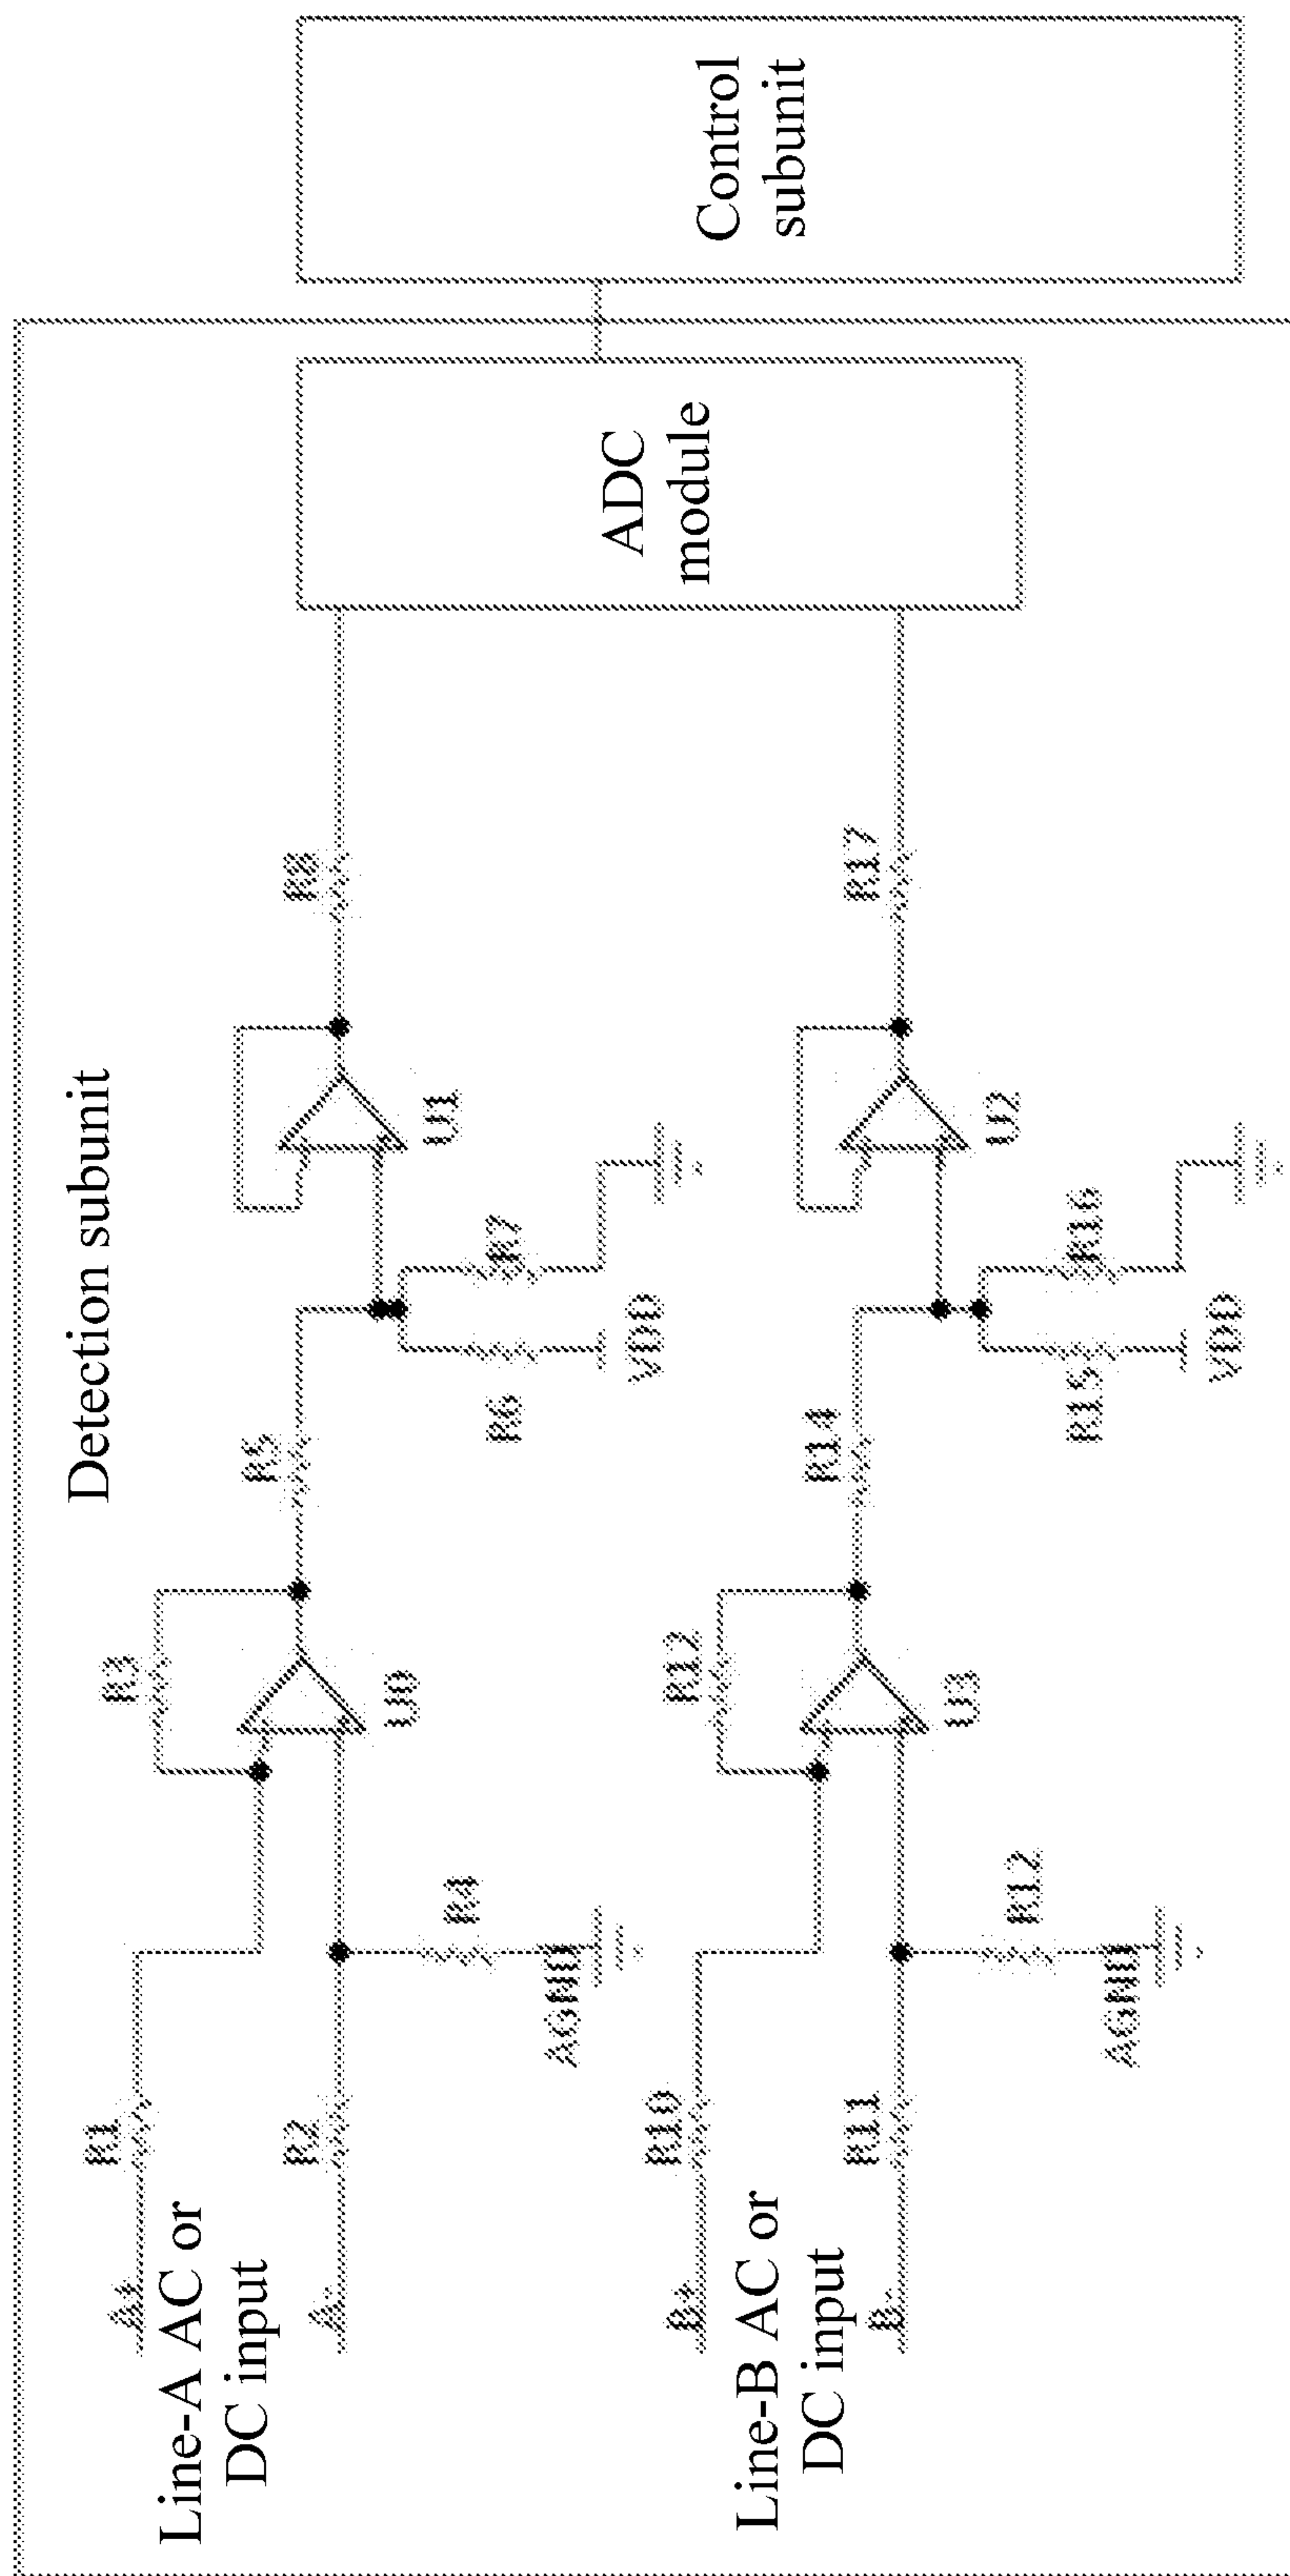 Detection subunit
R1
A+
Line-A AC or
DC input
R2
A-
R3
U0
R4
AGND
R5
R6
R7
VDD
U1
R8
R10
B+
Line-B AC or
DC input
R11
B-
R12
U3
R12
AGND
R14
R15
R16
VDD
U2
R17
ADC
module
Control
subunit